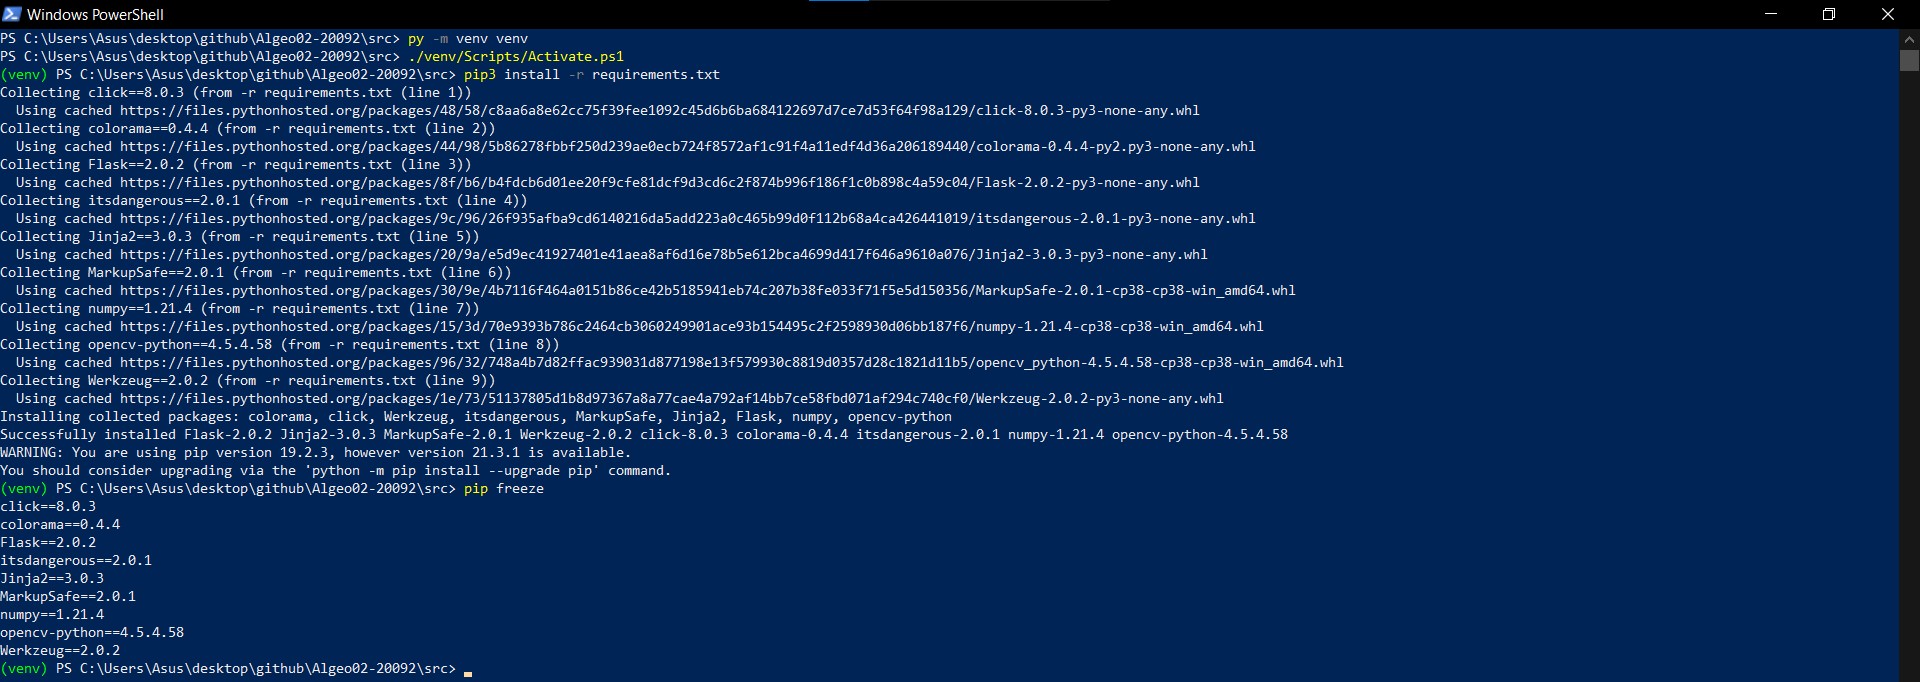 Windows PowerShell
PS C:\Users\Asus\desktop\github\Algeo02-20092\src> py -m venv venv
PS C:\Users\Asus\desktop\github\Algeo02-20092\src> ./venv/Scripts/Activate.ps1
(venv) PS C:\Users\Asus\desktop\github\Algeo02-20092\src> pip3 install -r requirements.txt
Collecting click==8.0.3 (from -r requirements.txt (line 1))
  Using cached https://files.pythonhosted.org/packages/48/58/c8aa6a8e62cc75f39fee1092c45d6b6ba684122697d7ce7d53f64f98a129/click-8.0.3-py3-none-any.whl
Collecting colorama==0.4.4 (from -r requirements.txt (line 2))
  Using cached https://files.pythonhosted.org/packages/44/98/5b86278fbbf250d239ae0ecb724f8572af1c91f4a11edf4d36a206189440/colorama-0.4.4-py2.py3-none-any.whl
Collecting Flask==2.0.2 (from -r requirements.txt (line 3))
  Using cached https://files.pythonhosted.org/packages/8f/b6/b4fdcb6d01ee20f9cfe81dcf9d3cd6c2f874b996f186f1c0b898c4a59c04/Flask-2.0.2-py3-none-any.whl
Collecting itsdangerous==2.0.1 (from -r requirements.txt (line 4))
  Using cached https://files.pythonhosted.org/packages/9c/96/26f935afba9cd6140216da5add223a0c465b99d0f112b68a4ca426441019/itsdangerous-2.0.1-py3-none-any.whl
Collecting Jinja2==3.0.3 (from -r requirements.txt (line 5))
  Using cached https://files.pythonhosted.org/packages/20/9a/e5d9ec41927401e41aea8af6d16e78b5e612bca4699d417f646a9610a076/Jinja2-3.0.3-py3-none-any.whl
Collecting MarkupSafe==2.0.1 (from -r requirements.txt (line 6))
  Using cached https://files.pythonhosted.org/packages/30/9e/4b7116f464a0151b86ce42b5185941eb74c207b38fe033f71f5e5d150356/MarkupSafe-2.0.1-cp38-cp38-win_amd64.whl
Collecting numpy==1.21.4 (from -r requirements.txt (line 7))
  Using cached https://files.pythonhosted.org/packages/15/3d/70e9393b786c2464cb3060249901ace93b154495c2f2598930d06bb187f6/numpy-1.21.4-cp38-cp38-win_amd64.whl
Collecting opencv-python==4.5.4.58 (from -r requirements.txt (line 8))
  Using cached https://files.pythonhosted.org/packages/96/32/748a4b7d82ffac939031d877198e13f579930c8819d0357d28c1821d11b5/opencv_python-4.5.4.58-cp38-cp38-win_amd64.whl
Collecting Werkzeug==2.0.2 (from -r requirements.txt (line 9))
  Using cached https://files.pythonhosted.org/packages/1e/73/51137805d1b8d97367a8a77cae4a792af14bb7ce58fbd071af294c740cf0/Werkzeug-2.0.2-py3-none-any.whl
Installing collected packages: colorama, click, Werkzeug, itsdangerous, MarkupSafe, Jinja2, Flask, numpy, opencv-python
Successfully installed Flask-2.0.2 Jinja2-3.0.3 MarkupSafe-2.0.1 Werkzeug-2.0.2 click-8.0.3 colorama-0.4.4 itsdangerous-2.0.1 numpy-1.21.4 opencv-python-4.5.4.58
WARNING: You are using pip version 19.2.3, however version 21.3.1 is available.
You should consider upgrading via the 'python -m pip install --upgrade pip' command.
(venv) PS C:\Users\Asus\desktop\github\Algeo02-20092\src> pip freeze
click==8.0.3
colorama==0.4.4
Flask==2.0.2
itsdangerous==2.0.1
Jinja2==3.0.3
MarkupSafe==2.0.1
numpy==1.21.4
opencv-python==4.5.4.58
Werkzeug==2.0.2
(venv) PS C:\Users\Asus\desktop\github\Algeo02-20092\src>